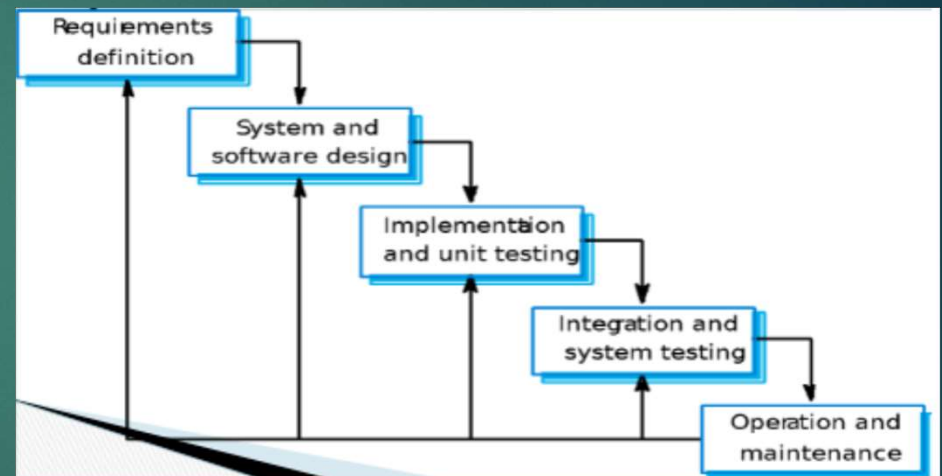 Requirements
definition
System and
software design
Implementation
and unit testing
Integration and
system testing
Operation and
maintenance